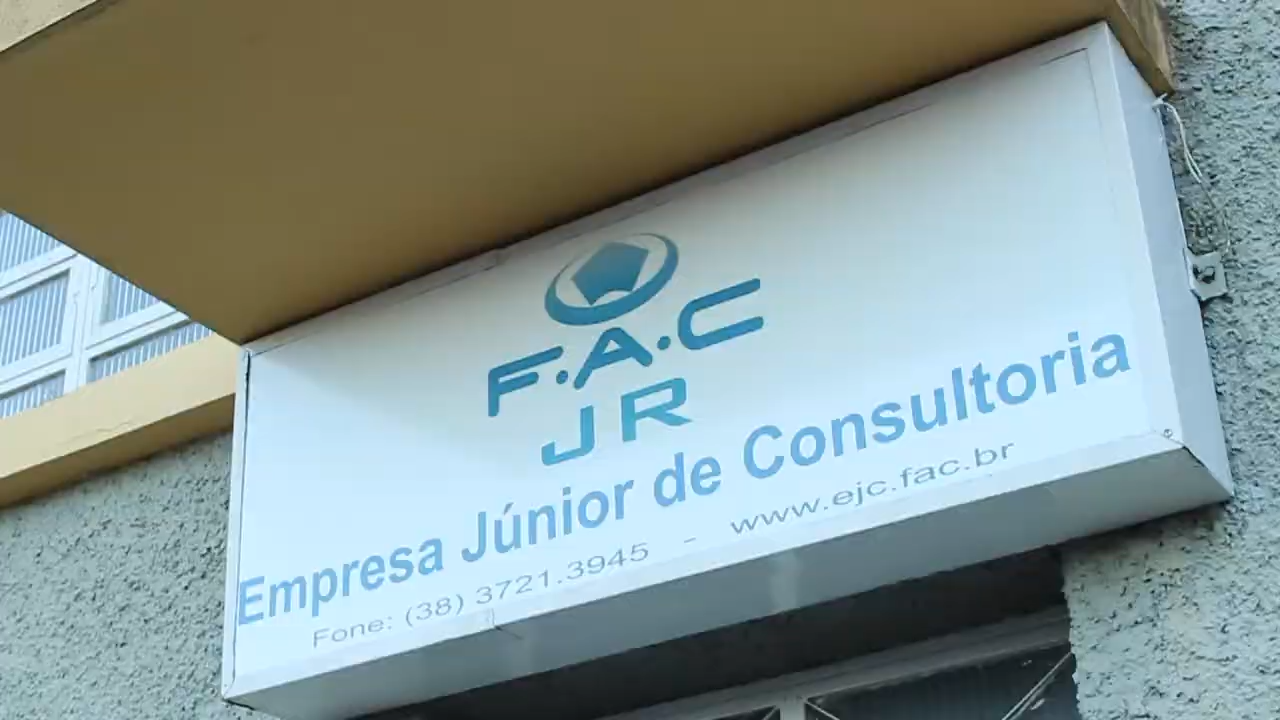 F.A.C
JR
Empresa Júnior de Consultoria
Fone: (38) 3721.3945 - www.ejc.fac.br